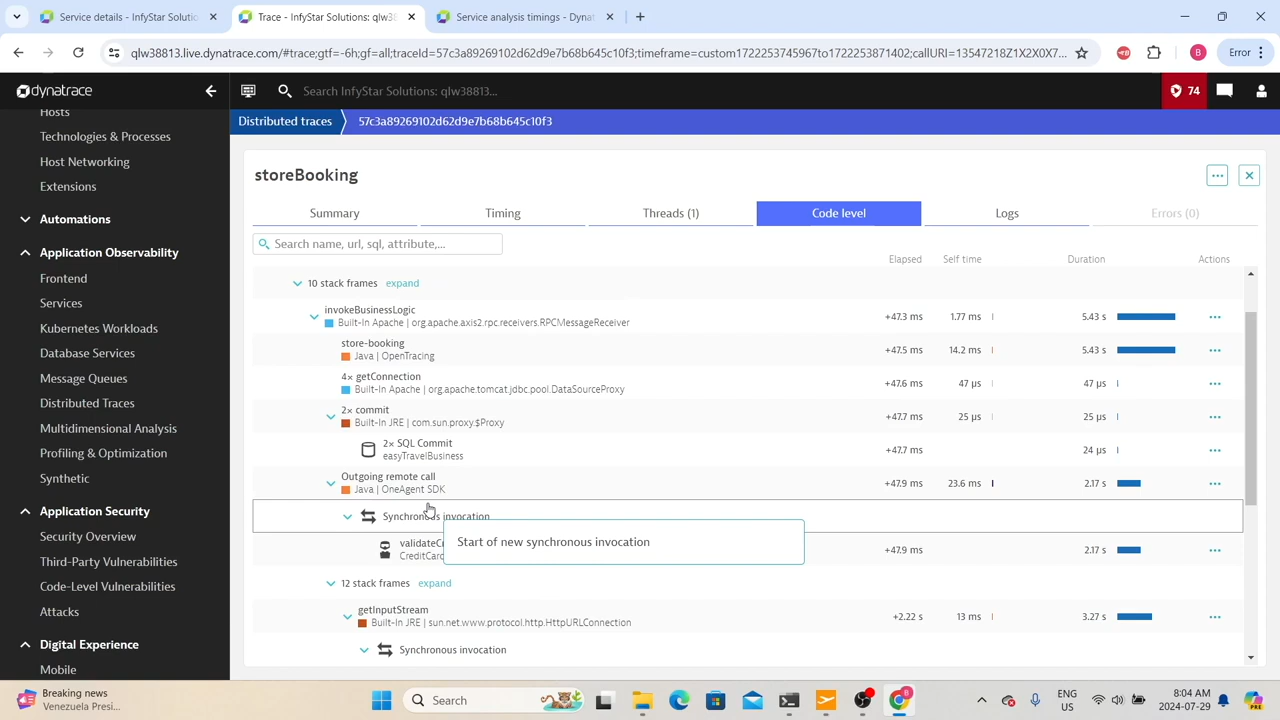 Service details - InfyStar Solutio
Trace - InfyStar Solutions: qlw38
Service analysis timings - Dynat
qlw38813.live.dynatrace.com/#trace;gtf=-6h;gf=all;traceId=57c3a89269102d62d9e7b68b645c10f3;timeframe=custom1722253745967to1722253871402;callURI=13547218Z1X2X0X7...
B
Error
dynatrace
Search InfyStar Solutions: qlw38813...
74
Distributed traces
57c3a89269102d62d9e7b68b645c10f3
Hosts
Technologies & Processes
Host Networking
Extensions
Automations
Application Observability
Frontend
Services
Kubernetes Workloads
Database Services
Message Queues
Distributed Traces
Multidimensional Analysis
Profiling & Optimization
Synthetic
Application Security
Security Overview
Third-Party Vulnerabilities
Code-Level Vulnerabilities
Attacks
Digital Experience
Mobile
storeBooking
Summary
Timing
Threads (1)
Code level
Logs
Errors (0)
Search name, url, sql, attribute,...
Elapsed Self time Duration Actions
10 stack frames expand
invokeBusinessLogic
Built-In Apache | org.apache.axis2.rpc.receivers.RPCMessageReceiver
+47.3 ms 1.77 ms 5.43 s
store-booking
Java | OpenTracing
+47.5 ms 14.2 ms 5.43 s
4× getConnection
Built-In Apache | org.apache.tomcat.jdbc.pool.DataSourceProxy
+47.6 ms 47 µs 47 µs
2× commit
Built-In JRE | com.sun.proxy.$Proxy
+47.7 ms 25 µs 25 µs
2× SQL Commit
easyTravelBusiness
+47.7 ms 24 µs
Outgoing remote call
Java | OneAgent SDK
+47.9 ms 23.6 ms 2.17 s
Synchronous invocation
Start of new synchronous invocation
validateCr
CreditCard
+47.9 ms 2.17 s
12 stack frames expand
getInputStream
Built-In JRE | sun.net.www.protocol.http.HttpURLConnection
+2.22 s 13 ms 3.27 s
Synchronous invocation
Breaking news
Venezuela Presi...
Search
ENG
US
8:04 AM
2024-07-29